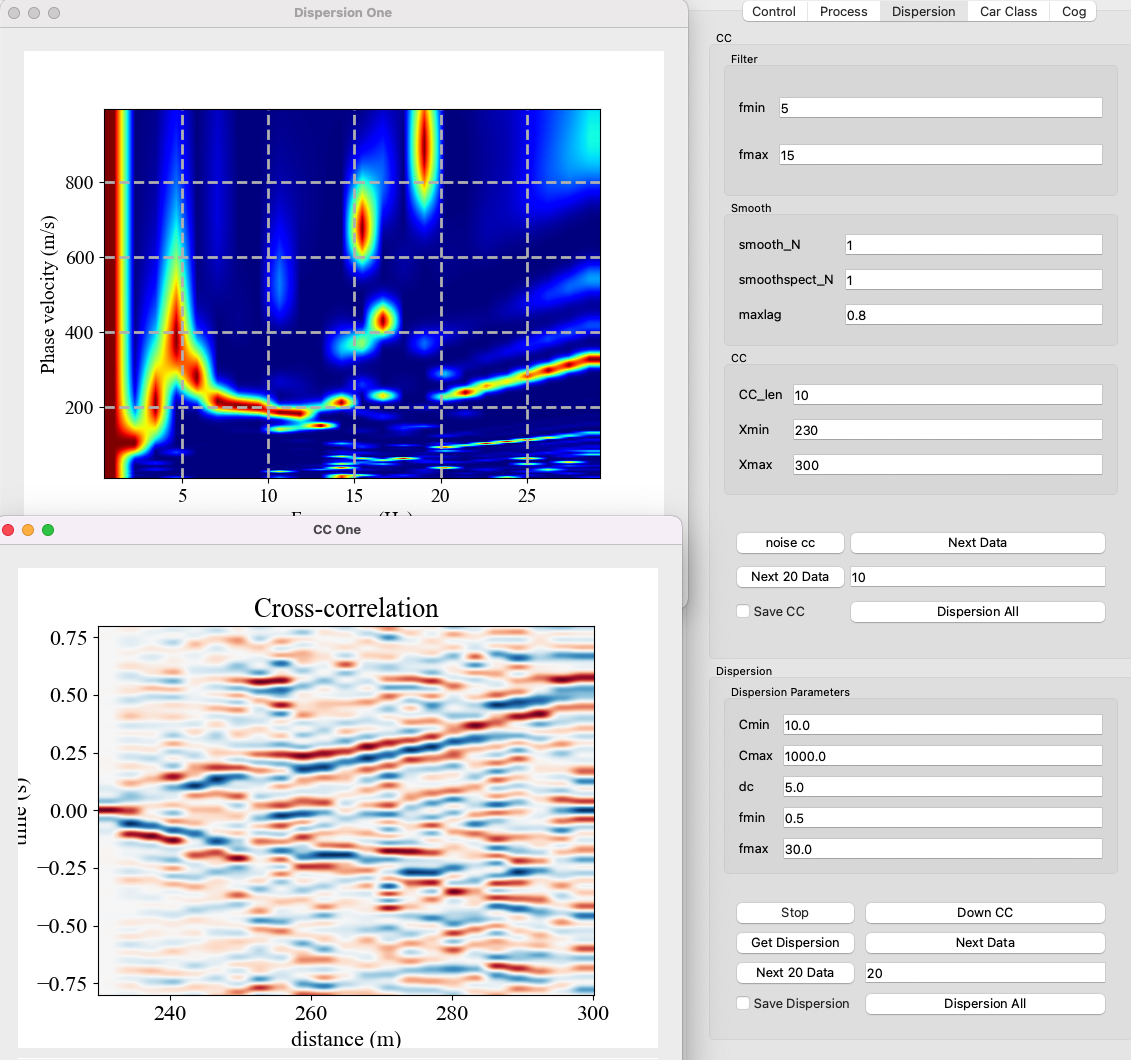 Dispersion One
Phase velocity (m/s)
800
600
400
200
5 10 15 20 25
CC One
Cross-correlation
0.75
0.50
0.25
0.00
−0.25
−0.50
−0.75
time (s)
240 260 280 300
distance (m)
Control Process Dispersion Car Class Cog
CC
Filter
fmin 5
fmax 15
Smooth
smooth_N 1
smoothspect_N 1
maxlag 0.8
CC
CC_len 10
Xmin 230
Xmax 300
noise cc Next Data
Next 20 Data 10
Save CC Dispersion All
Dispersion
Dispersion Parameters
Cmin 10.0
Cmax 1000.0
dc 5.0
fmin 0.5
fmax 30.0
Stop Down CC
Get Dispersion Next Data
Next 20 Data 20
Save Dispersion Dispersion All